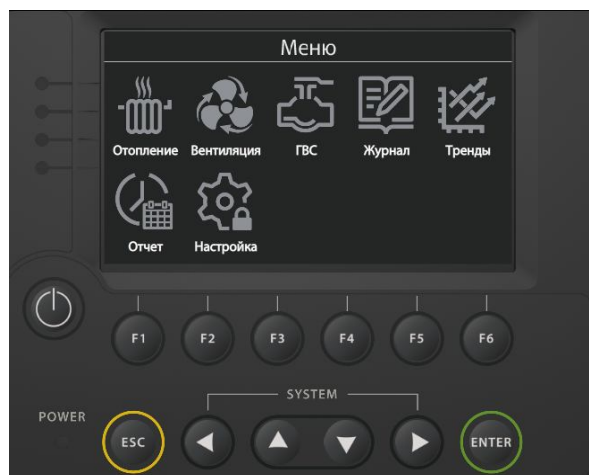 Меню
Отопление Вентиляция ГВС Журнал Тренды
Отчет Настройка
F1 F2 F3 F4 F5 F6
SYSTEM
POWER
ESC ENTER